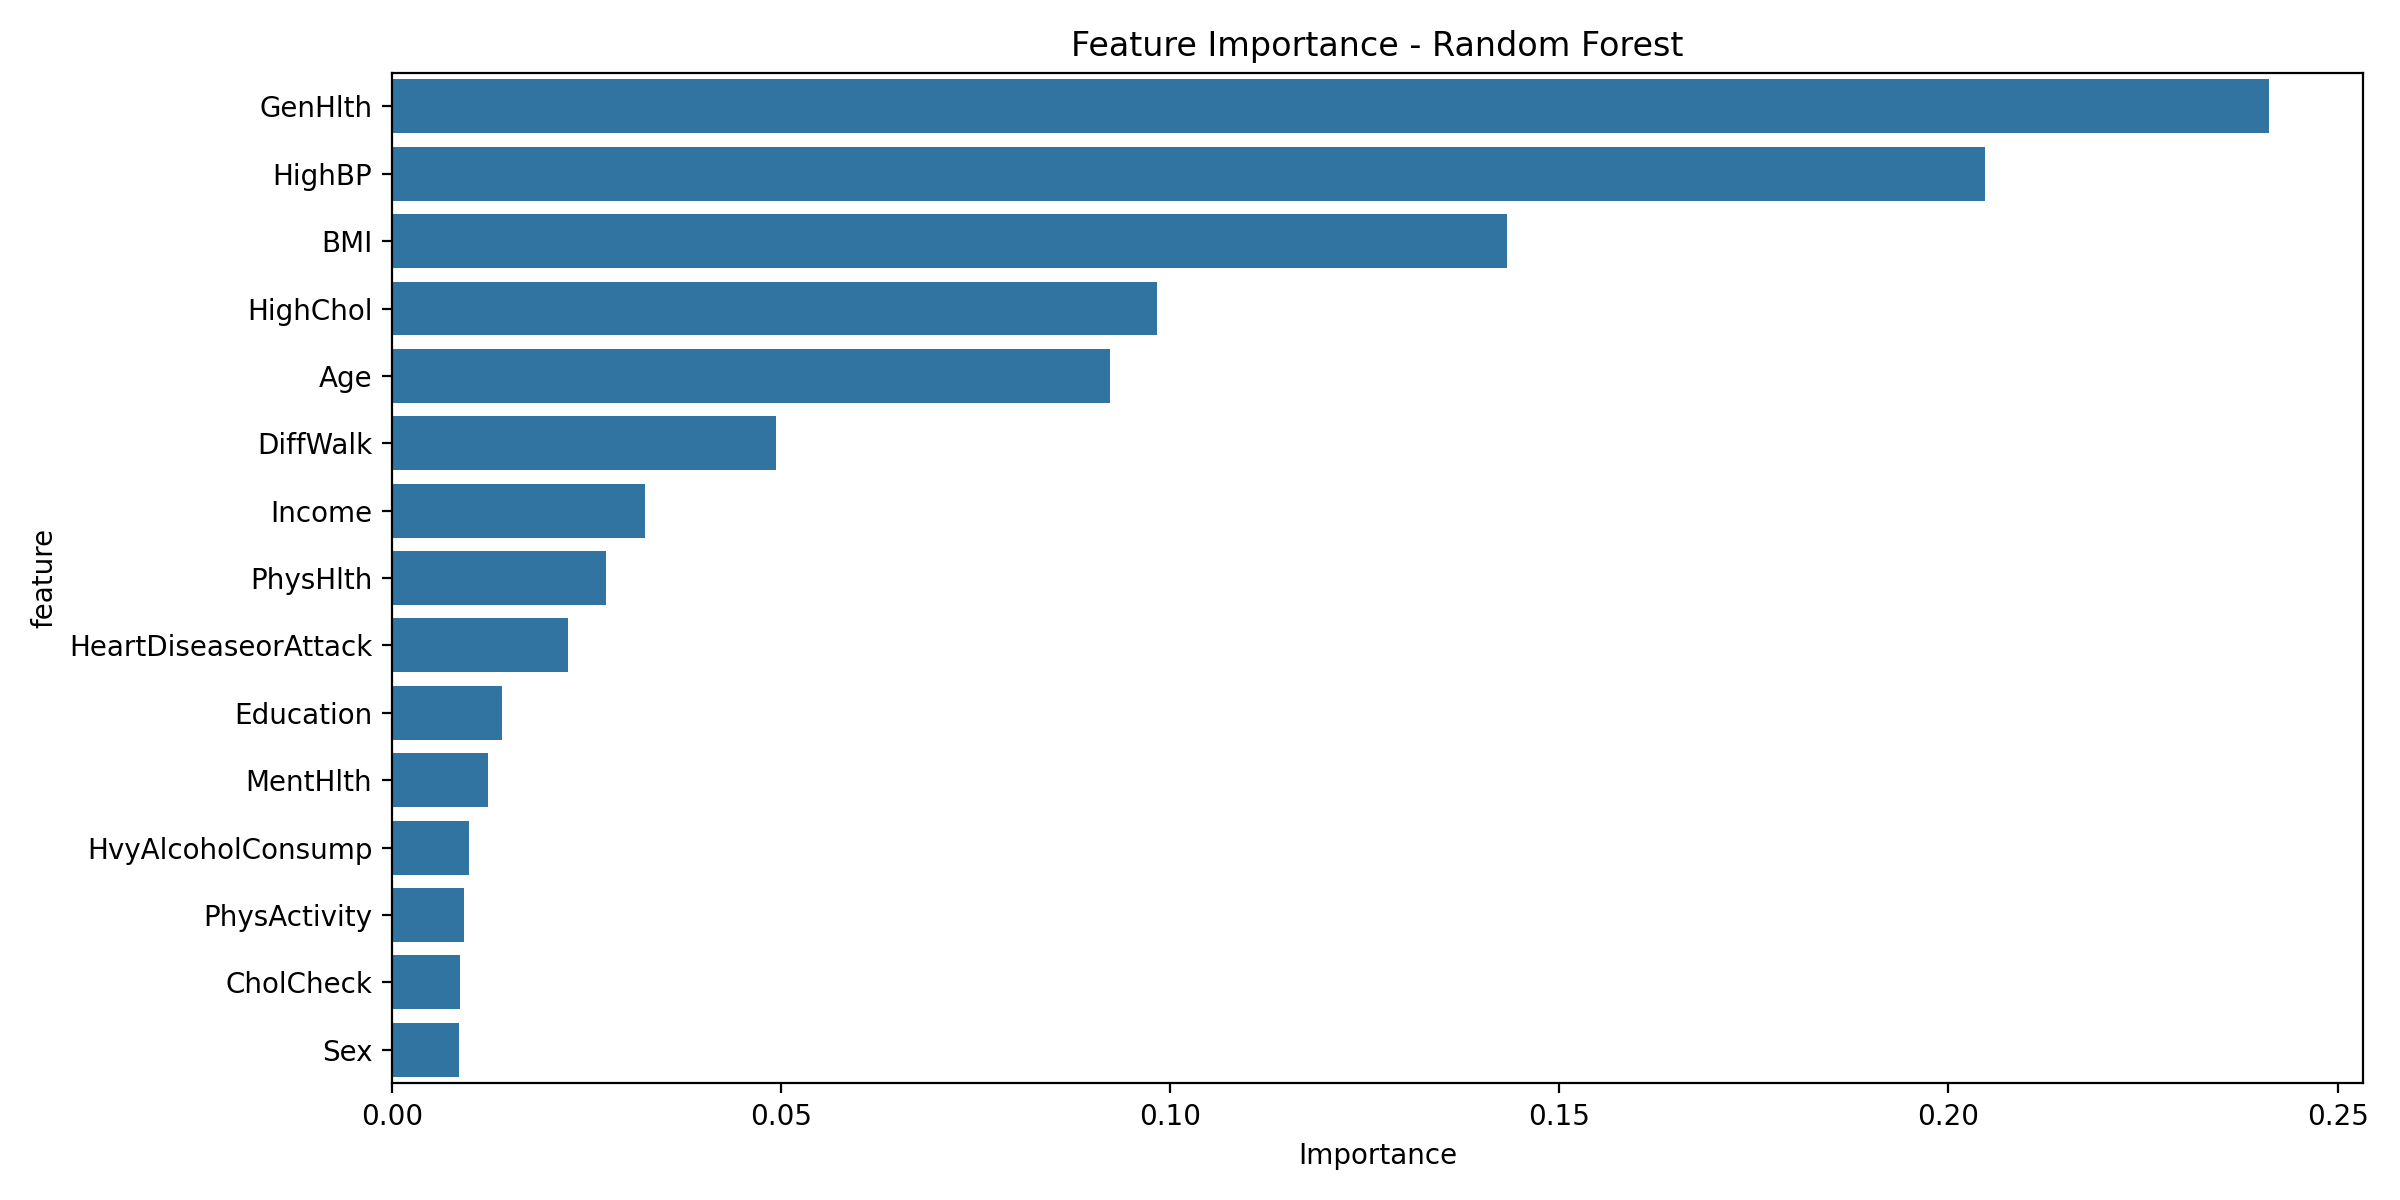 Feature Importance - Random Forest
GenHlth
HighBP
BMI
HighChol
Age
DiffWalk
Income
PhysHlth
HeartDiseaseorAttack
Education
MentHlth
HvyAlcoholConsump
PhysActivity
CholCheck
Sex
feature
0.00 0.05 0.10 0.15 0.20 0.25
Importance